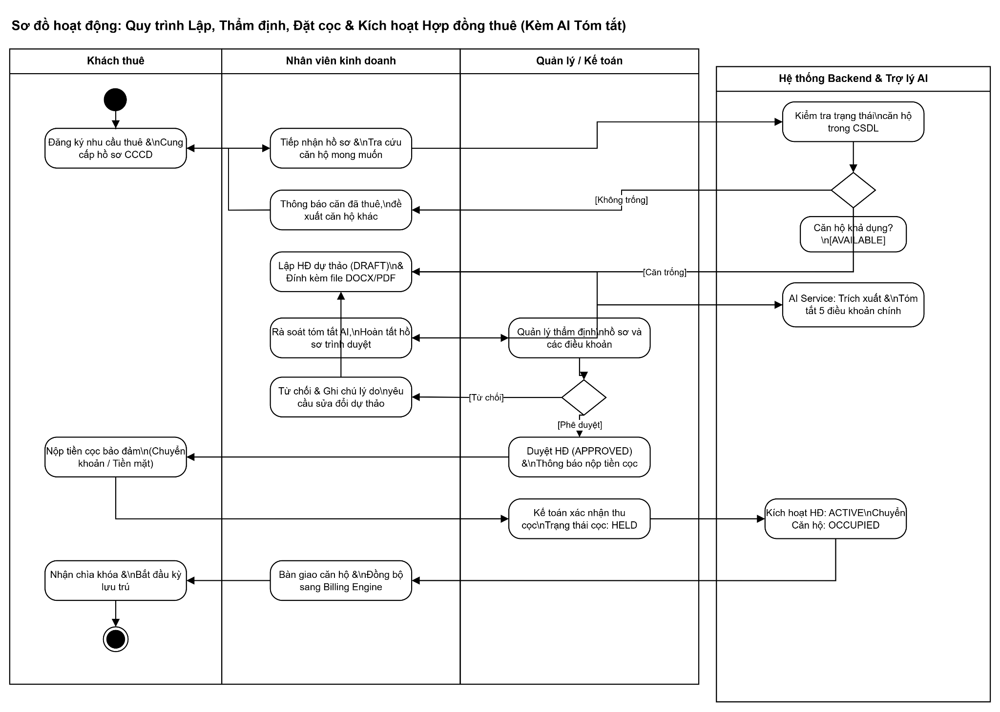 Sơ đồ hoạt động: Quy trình Lập, Thẩm định, Đặt cọc & Kích hoạt Hợp đồng thuê (Kèm AI Tóm tắt)
Khách thuê
Nhân viên kinh doanh
Quản lý / Kế toán
Hệ thống Backend & Trợ lý AI
Kiểm tra trạng thái\ncăn hộ
trong CSDL
Đăng ký nhu cầu thuê &\nCung
cấp hồ sơ CCCD
Tiếp nhận hồ sơ &\nTra cứu
căn hộ mong muốn
Thông báo căn đã thuê,\nđề
xuất căn hộ khác
[Không trống]
Căn hộ khả dụng?
\n[AVAILABLE]
Lập HĐ dự thảo (DRAFT)\n&
Đính kèm file DOCX/PDF
[Căn trống]
AI Service: Trích xuất &\nTóm
tắt 5 điều khoản chính
Rà soát tóm tắt AI,\nHoàn tất hồ
sơ trình duyệt
Quản lý thẩm định\nhồ sơ và
các điều khoản
Từ chối & Ghi chú lý do\nyêu
cầu sửa đổi dự thảo
[Từ chối]
[Phê duyệt]
Nộp tiền cọc bảo đảm\n(Chuyển
khoản / Tiền mặt)
Duyệt HĐ (APPROVED)
&\nThông báo nộp tiền cọc
Kế toán xác nhận thu
cọc\nTrạng thái cọc: HELD
Kích hoạt HĐ: ACTIVE\nChuyển
Căn hộ: OCCUPIED
Nhận chìa khóa &\nBắt đầu kỳ
lưu trú
Bàn giao căn hộ &\nĐồng bộ
sang Billing Engine